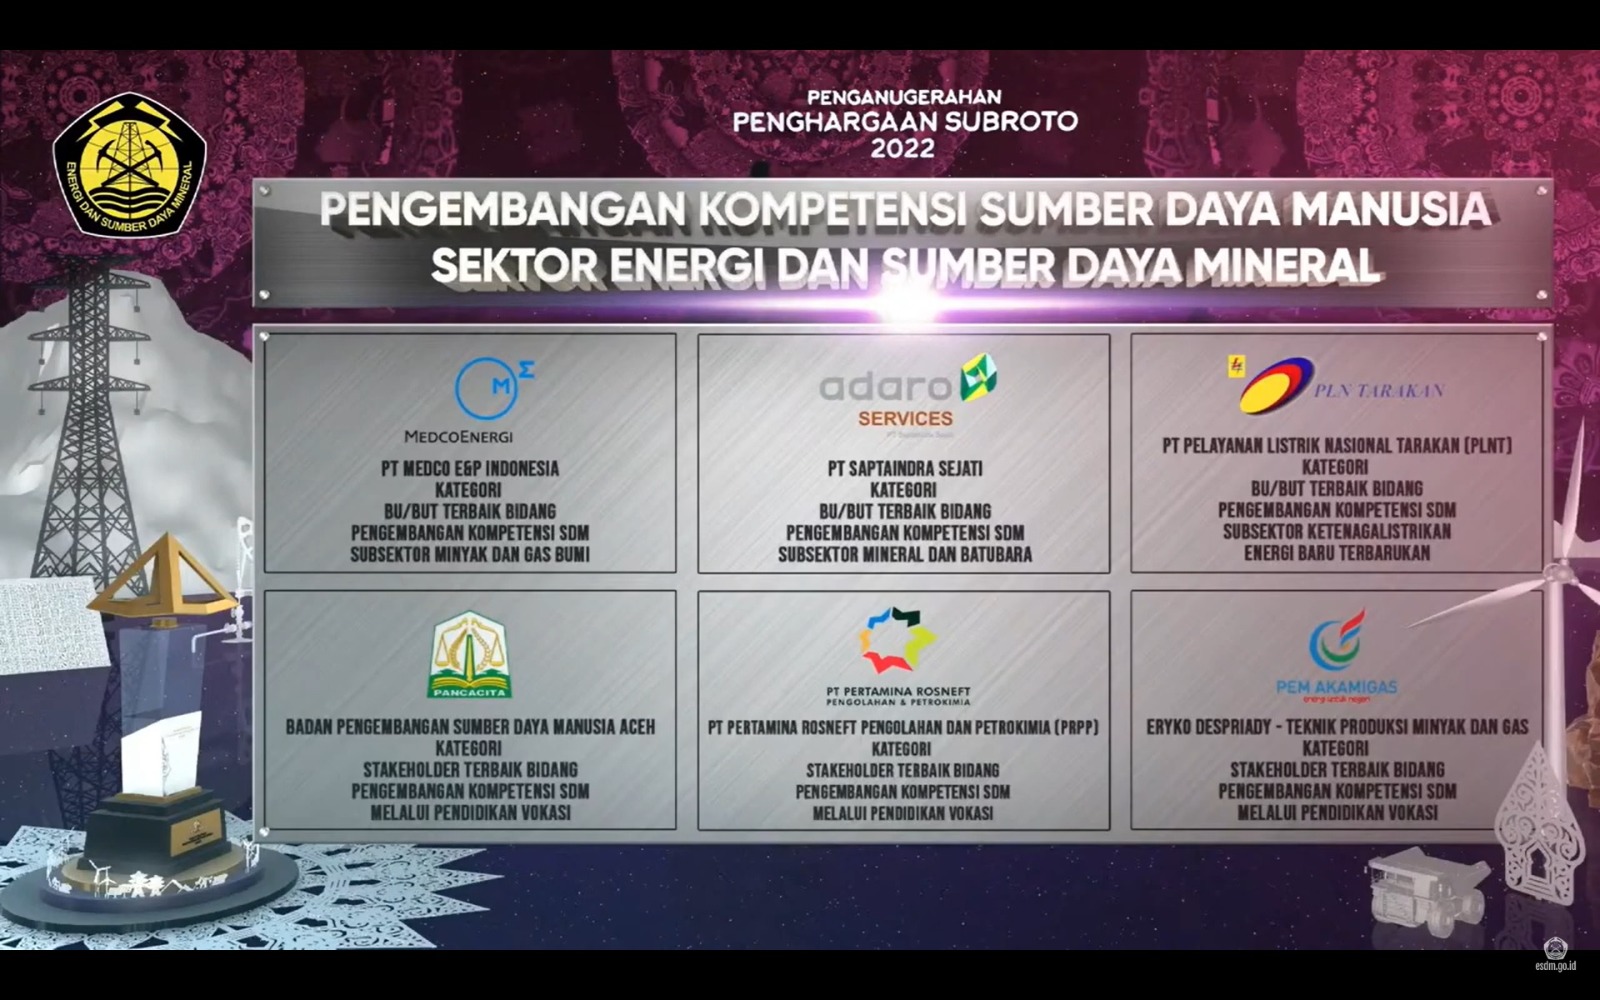 PENGANUGERAHAN
PENGHARGAAN SUBROTO
2022
ENERGI DAN SUMBER DAYA MINERAL
PENGEMBANGAN KOMPETENSI SUMBER DAYA MANUSIA
SEKTOR ENERGI DAN SUMBER DAYA MINERAL
MEDCOENERGI
PT MEDCO E&P INDONESIA
KATEGORI
BU/BUT TERBAIK BIDANG
PENGEMBANGAN KOMPETENSI SDM
SUBSEKTOR MINYAK DAN GAS BUMI
adaro
SERVICES
PT SAPTAINDRA SEJATI
KATEGORI
BU/BUT TERBAIK BIDANG
PENGEMBANGAN KOMPETENSI SDM
SUBSEKTOR MINERAL DAN BATUBARA
PLN TARAKAN
PT PELAYANAN LISTRIK NASIONAL TARAKAN (PLNT)
KATEGORI
BU/BUT TERBAIK BIDANG
PENGEMBANGAN KOMPETENSI SDM
SUBSEKTOR KETENAGALISTRIKAN
ENERGI BARU TERBARUKAN
PANCACITA
BADAN PENGEMBANGAN SUMBER DAYA MANUSIA ACEH
KATEGORI
STAKEHOLDER TERBAIK BIDANG
PENGEMBANGAN KOMPETENSI SDM
MELALUI PENDIDIKAN VOKASI
PT PERTAMINA ROSNEFT
PENGOLAHAN & PETROKIMIA
PT PERTAMINA ROSNEFT PENGOLAHAN DAN PETROKIMIA (PRPP)
KATEGORI
STAKEHOLDER TERBAIK BIDANG
PENGEMBANGAN KOMPETENSI SDM
MELALUI PENDIDIKAN VOKASI
PEM AKAMIGAS
energi untuk negeri
ERYKO DESPRIADY - TEKNIK PRODUKSI MINYAK DAN GAS
KATEGORI
STAKEHOLDER TERBAIK BIDANG
PENGEMBANGAN KOMPETENSI SDM
MELALUI PENDIDIKAN VOKASI
esdm.go.id